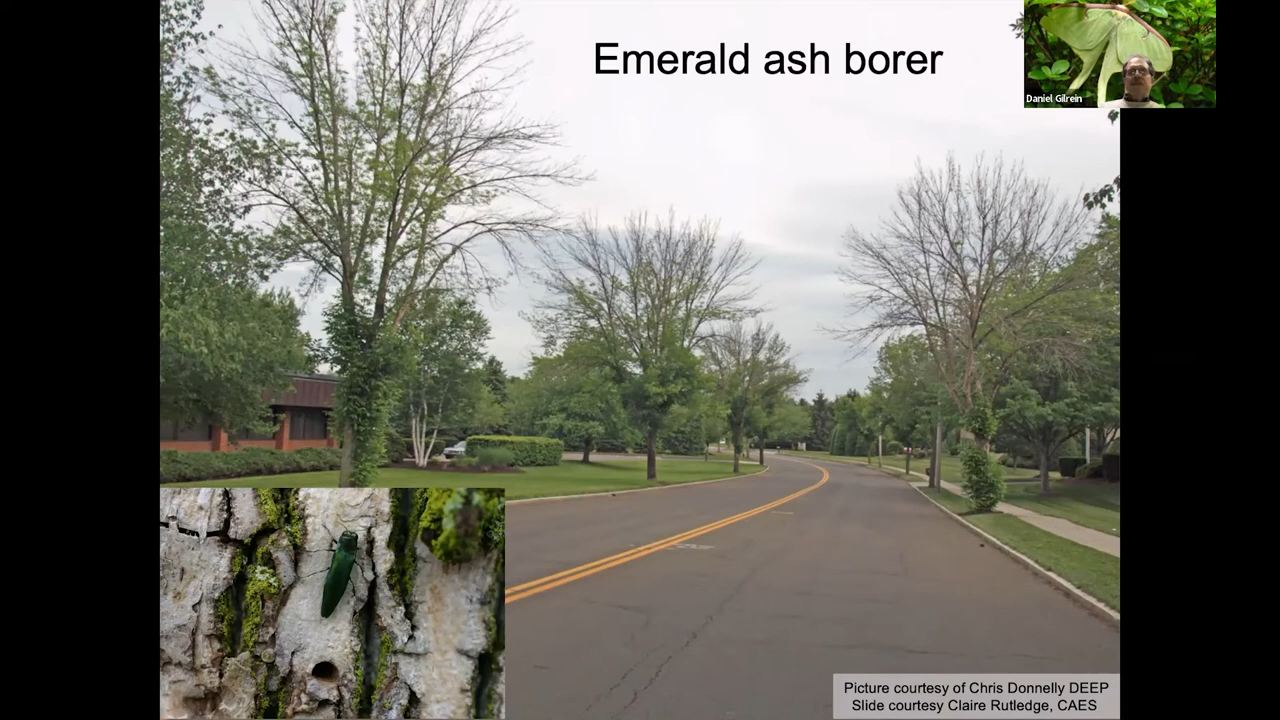 Emerald ash borer
Daniel Gilrein
Picture courtesy of Chris Donnelly DEEP
Slide courtesy Claire Rutledge, CAES